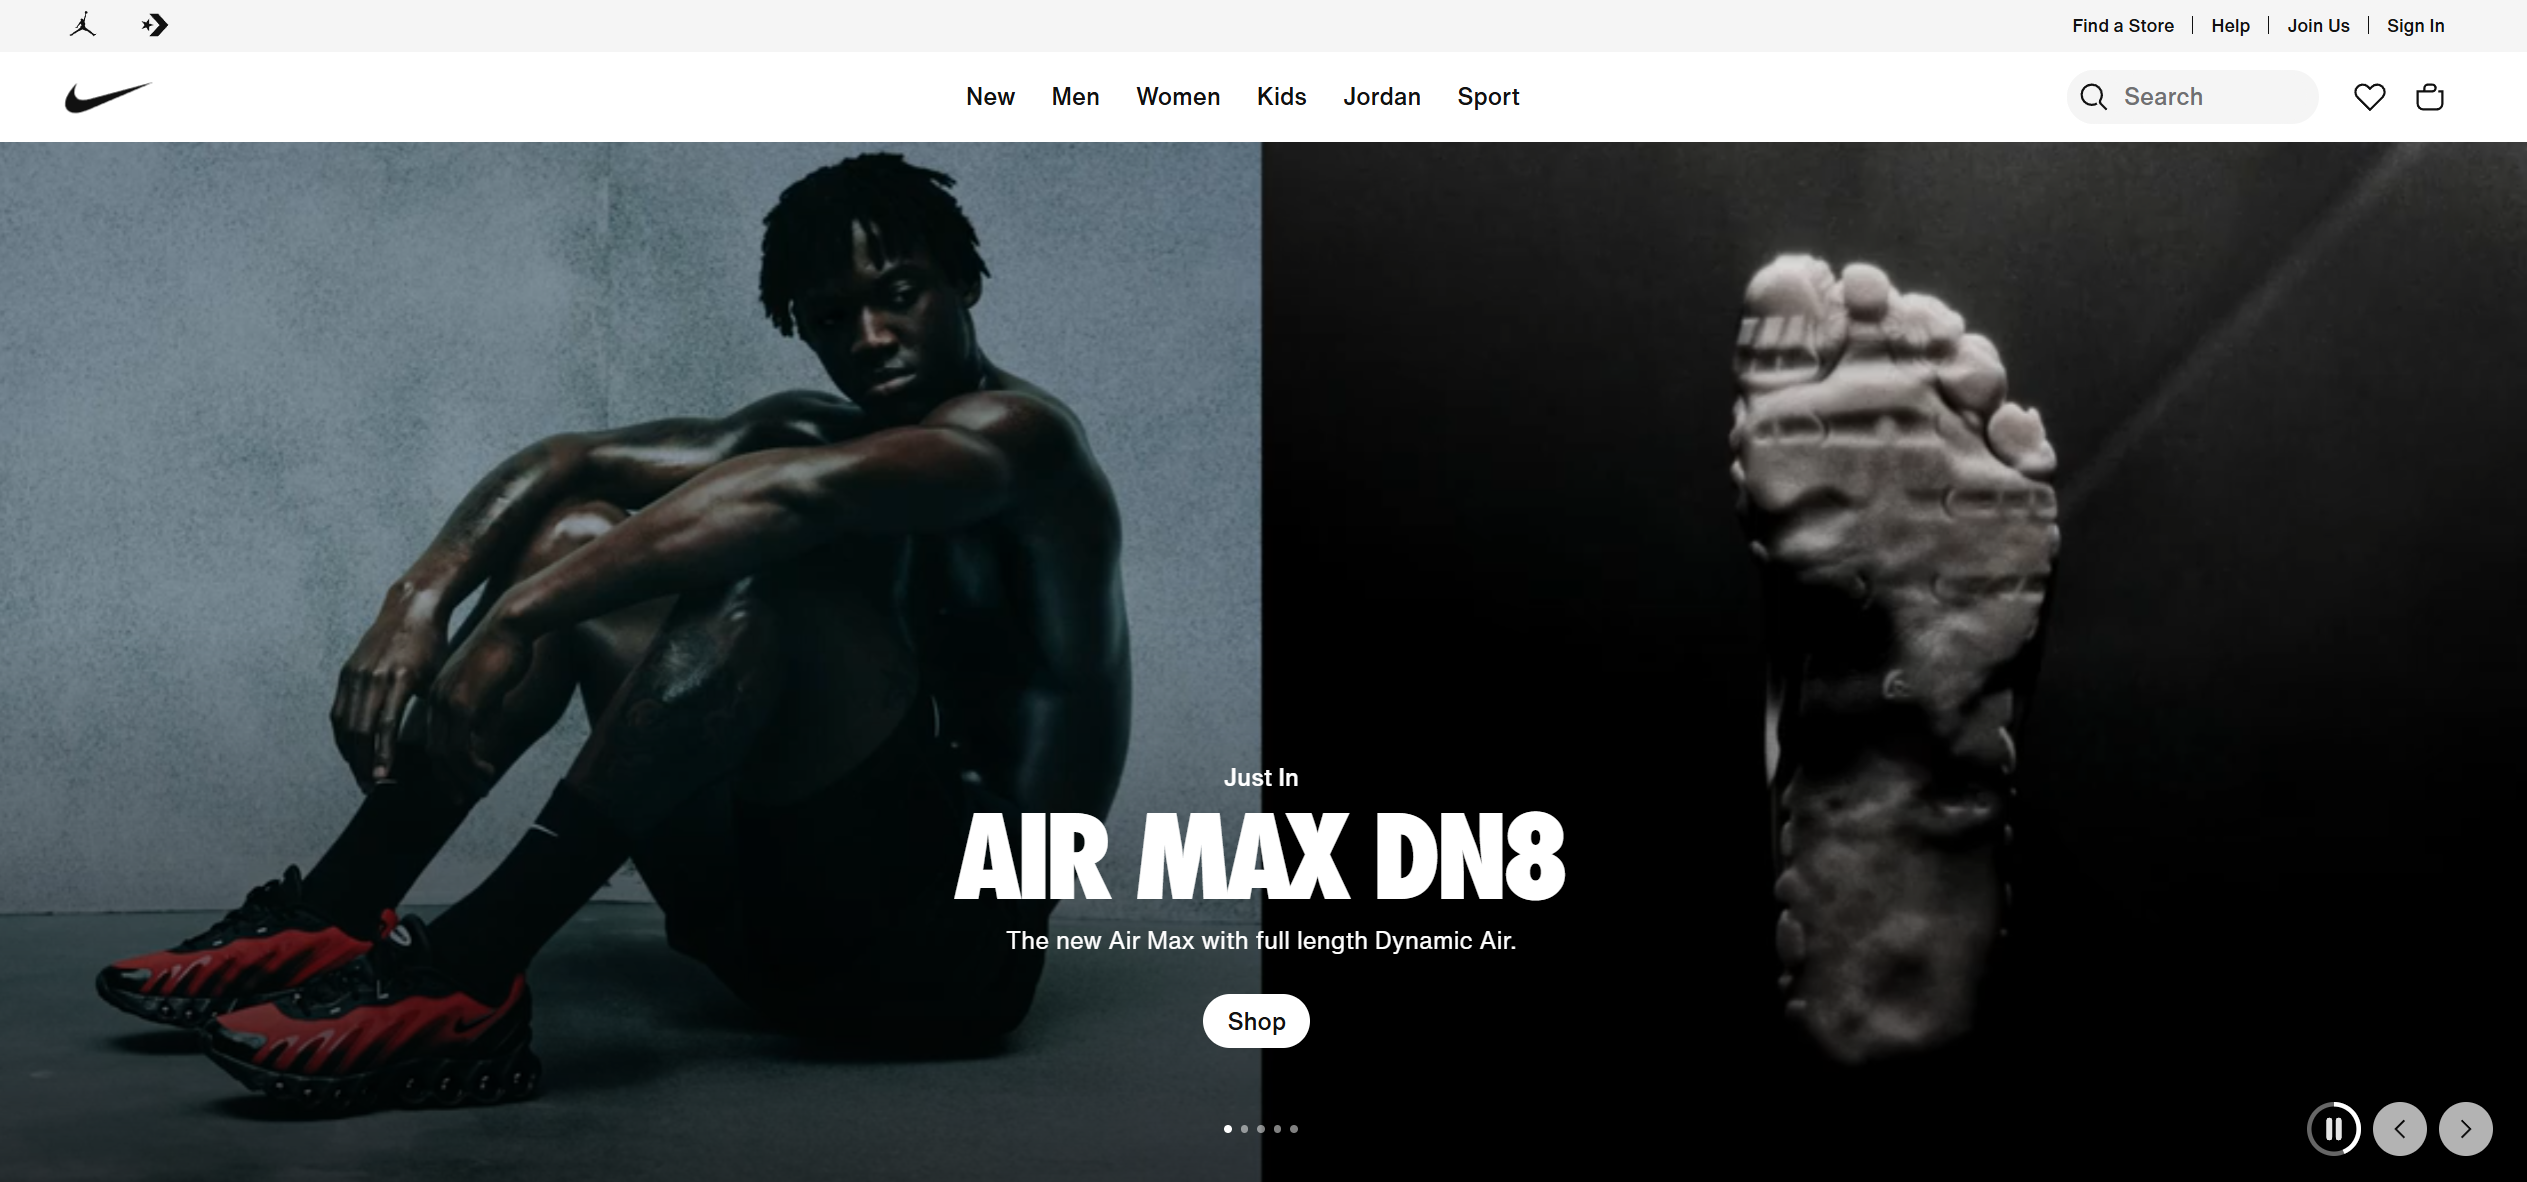 Find a Store
Help
Join Us
Sign In
New
Men
Women
Kids
Jordan
Sport
Search
Just In
AIR MAX DN8
The new Air Max with full length Dynamic Air.
Shop